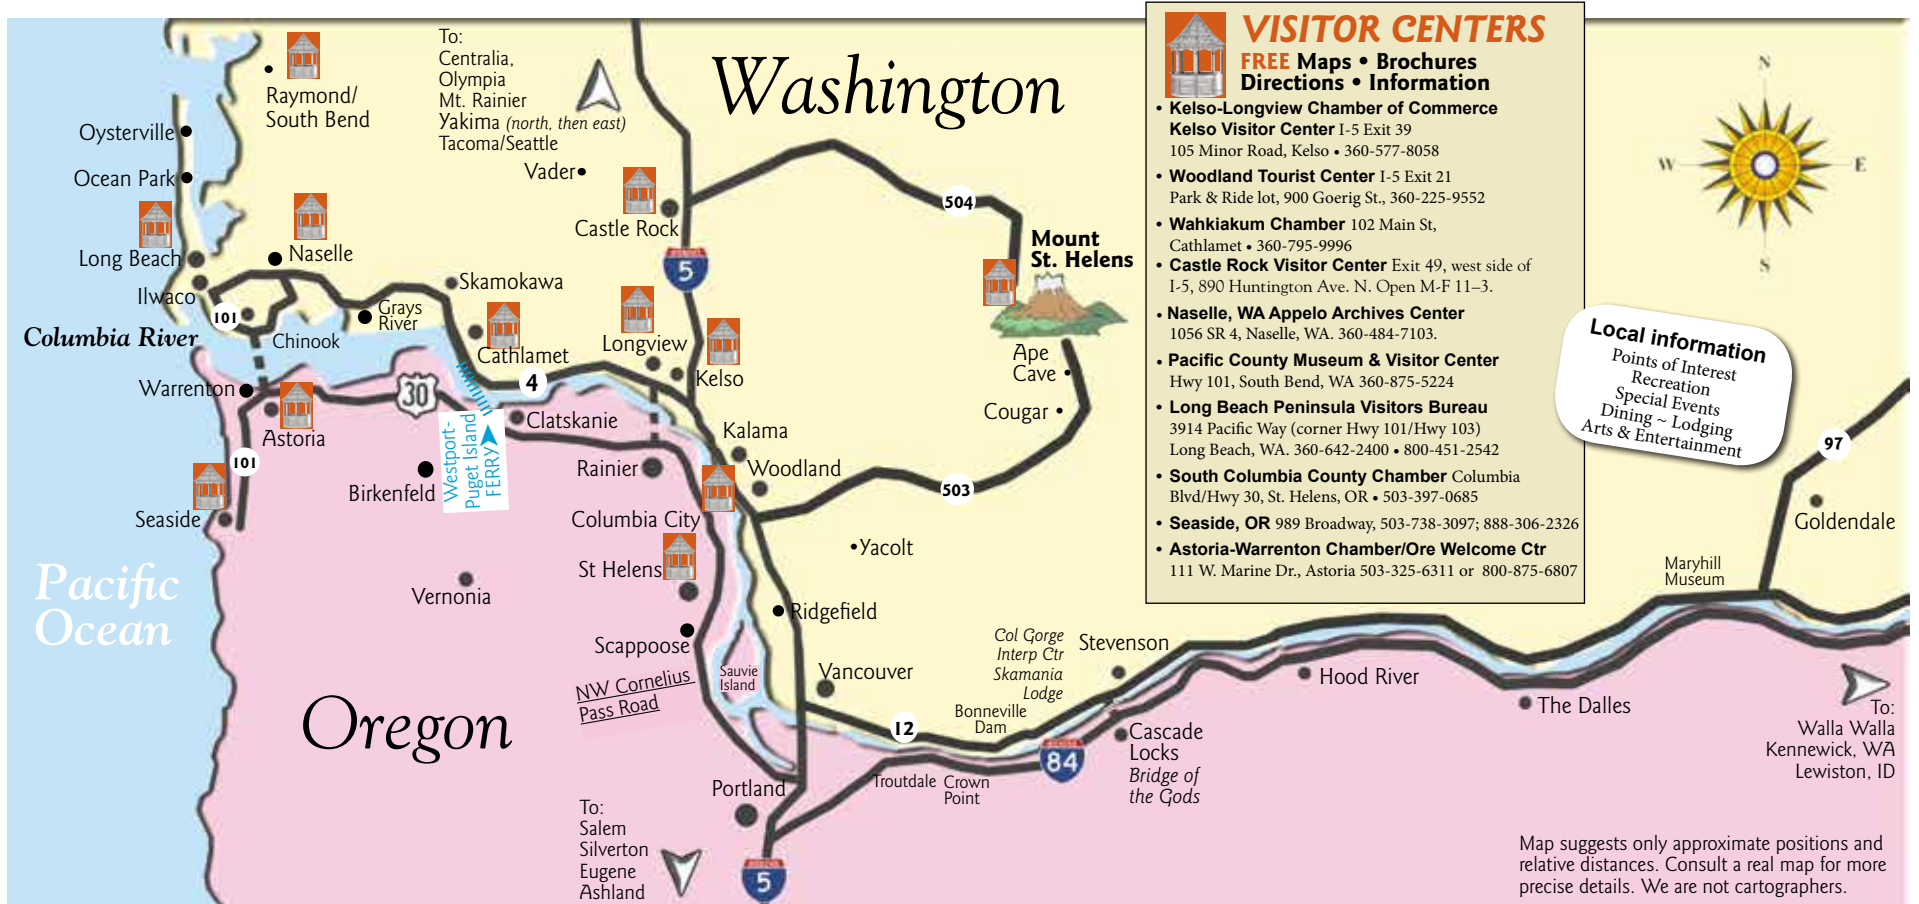 Washington
Oregon
Pacific
Ocean
Columbia River
To:
Centralia,
Olympia
Mt. Rainier
Yakima (north, then east)
Tacoma/Seattle
Raymond/
South Bend
Oysterville
Ocean Park
Long Beach
Ilwaco
Naselle
101
Chinook
Grays
River
Skamokawa
Cathlamet
4
Vader
Castle Rock
5
504
Mount
St. Helens
Ape
Cave
Cougar
503
Longview
Kelso
Kalama
Woodland
Warrenton
Astoria
30
101
Seaside
Birkenfeld
Westport-
Puget Island
FERRY
Clatskanie
Rainier
Columbia City
St Helens
Vernonia
Scappoose
NW Cornelius
Pass Road
Sauvie
Island
Yacolt
Ridgefield
Vancouver
12
Portland
5
To:
Salem
Silverton
Eugene
Ashland
Troutdale
Crown
Point
84
Bonneville
Dam
Col Gorge
Interp Ctr
Skamania
Lodge
Stevenson
Cascade
Locks
Bridge of
the Gods
Hood River
The Dalles
Maryhill
Museum
Goldendale
97
To:
Walla Walla
Kennewick, WA
Lewiston, ID
N
W
E
S
VISITOR CENTERS
FREE Maps • Brochures
Directions • Information
• Kelso-Longview Chamber of Commerce
Kelso Visitor Center I-5 Exit 39
105 Minor Road, Kelso • 360-577-8058
• Woodland Tourist Center I-5 Exit 21
Park & Ride lot, 900 Goerig St., 360-225-9552
• Wahkiakum Chamber 102 Main St,
Cathlamet • 360-795-9996
• Castle Rock Visitor Center Exit 49, west side of
I-5, 890 Huntington Ave. N. Open M-F 11–3.
• Naselle, WA Appelo Archives Center
1056 SR 4, Naselle, WA. 360-484-7103.
• Pacific County Museum & Visitor Center
Hwy 101, South Bend, WA 360-875-5224
• Long Beach Peninsula Visitors Bureau
3914 Pacific Way (corner Hwy 101/Hwy 103)
Long Beach, WA. 360-642-2400 • 800-451-2542
• South Columbia County Chamber Columbia
Blvd/Hwy 30, St. Helens, OR • 503-397-0685
• Seaside, OR 989 Broadway, 503-738-3097; 888-306-2326
• Astoria-Warrenton Chamber/Ore Welcome Ctr
111 W. Marine Dr., Astoria 503-325-6311 or 800-875-6807
Local information
Points of Interest
Recreation
Special Events
Dining ~ Lodging
Arts & Entertainment
Map suggests only approximate positions and
relative distances. Consult a real map for more
precise details. We are not cartographers.